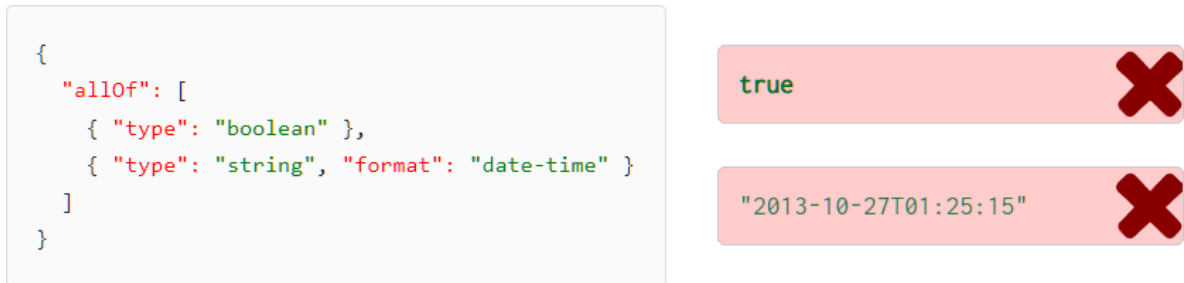 {
"allOf": [
{ "type": "boolean" },
{ "type": "string", "format": "date-time" }
]
}
true
"2013-10-27T01:25:15"